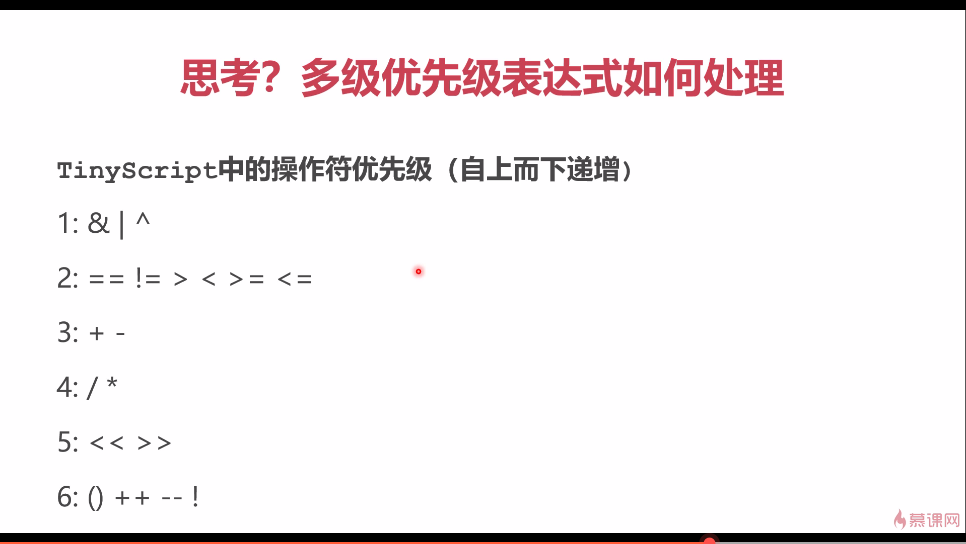 思考？多级优先级表达式如何处理
TinyScript中的操作符优先级（自上而下递增）
1: & | ^
2: == != > < >= <=
3: + -
4: / *
5: << >>
6: () ++ -- !
慕课网